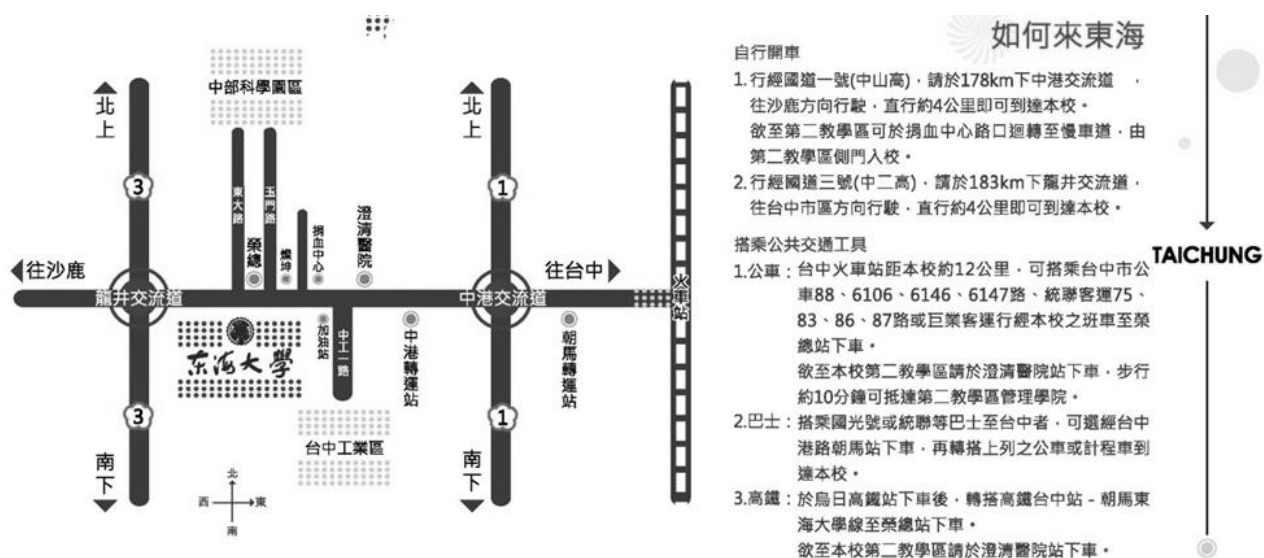 中部科學園區
北上
北上
3
1
東大路
玉門路
榮總
燦坤
捐血中心
澄清醫院
往沙鹿
往台中
龍井交流道
中港交流道
火車站
东海大學
加油站
中工一路
中港轉運站
朝馬轉運站
3
1
台中工業區
南下
南下
北
西
東
南
如何來東海
自行開車
1.行經國道一號(中山高)，請於178km下中港交流道，
往沙鹿方向行駛，直行約4公里即可到達本校。
欲至第二教學區可於捐血中心路口迴轉至慢車道，由
第二教學區側門入校。
2.行經國道三號(中二高)，請於183km下龍井交流道，
往台中市區方向行駛，直行約4公里即可到達本校。
搭乘公共交通工具
1.公車：台中火車站距本校約12公里，可搭乘台中市公
車88、6106、6146、6147路、統聯客運75、
83、86、87路或巨業客運行經本校之班車至榮
總站下車。
欲至本校第二教學區請於澄清醫院站下車，步行
約10分鐘可抵達第二教學區管理學院。
2.巴士：搭乘國光號或統聯等巴士至台中者，可選經台中
港路朝馬站下車，再轉搭上列之公車或計程車到
達本校。
3.高鐵：於烏日高鐵站下車後，轉搭高鐵台中站－朝馬東
海大學線至榮總站下車。
欲至本校第二教學區請於澄清醫院站下車。
TAICHUNG